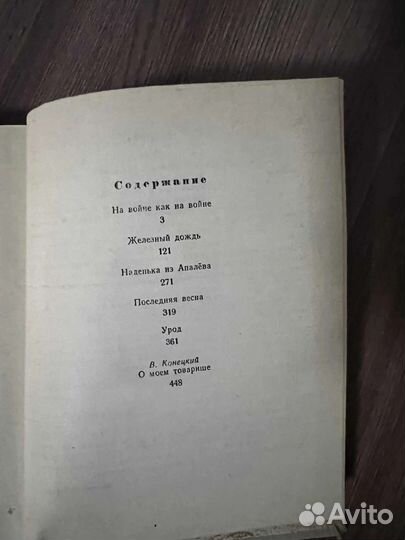 Содержание
На войне как на войне
3
Железный дождь
121
Наденька из Апалёва
271
Последняя весна
319
Урод
361
В. Конецкий
О моем товарище
448
Avito